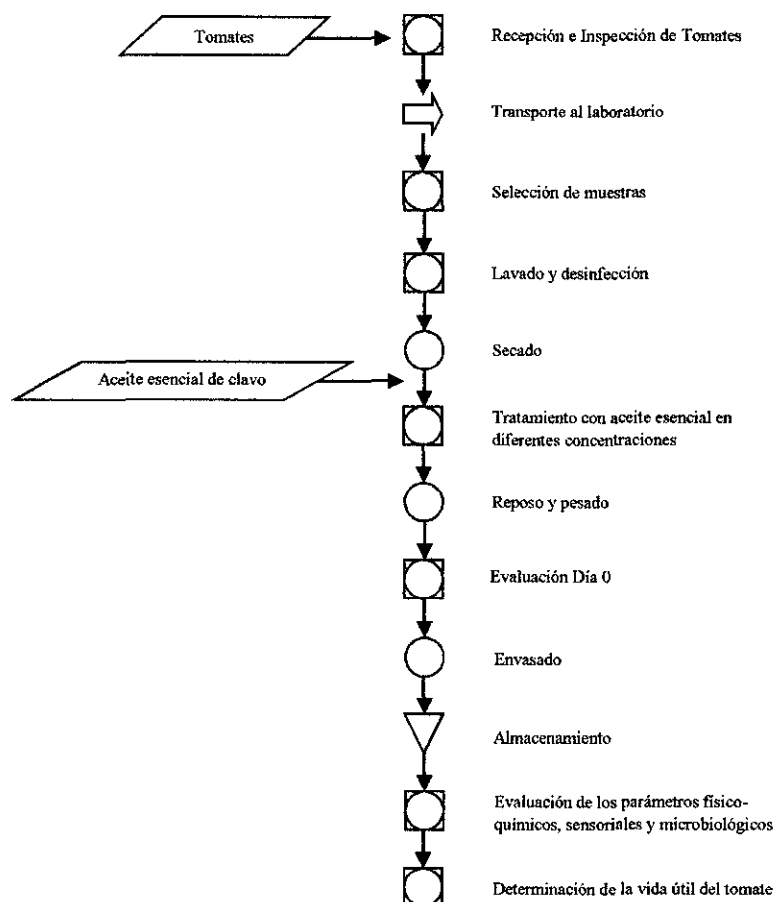 Tomates
Recepción e Inspección de Tomates
Transporte al laboratorio
Selección de muestras
Lavado y desinfección
Secado
Aceite esencial de clavo
Tratamiento con aceite esencial en
diferentes concentraciones
Reposo y pesado
Evaluación Día 0
Envasado
Almacenamiento
Evaluación de los parámetros físico-
químicos, sensoriales y microbiológicos
Determinación de la vida útil del tomate